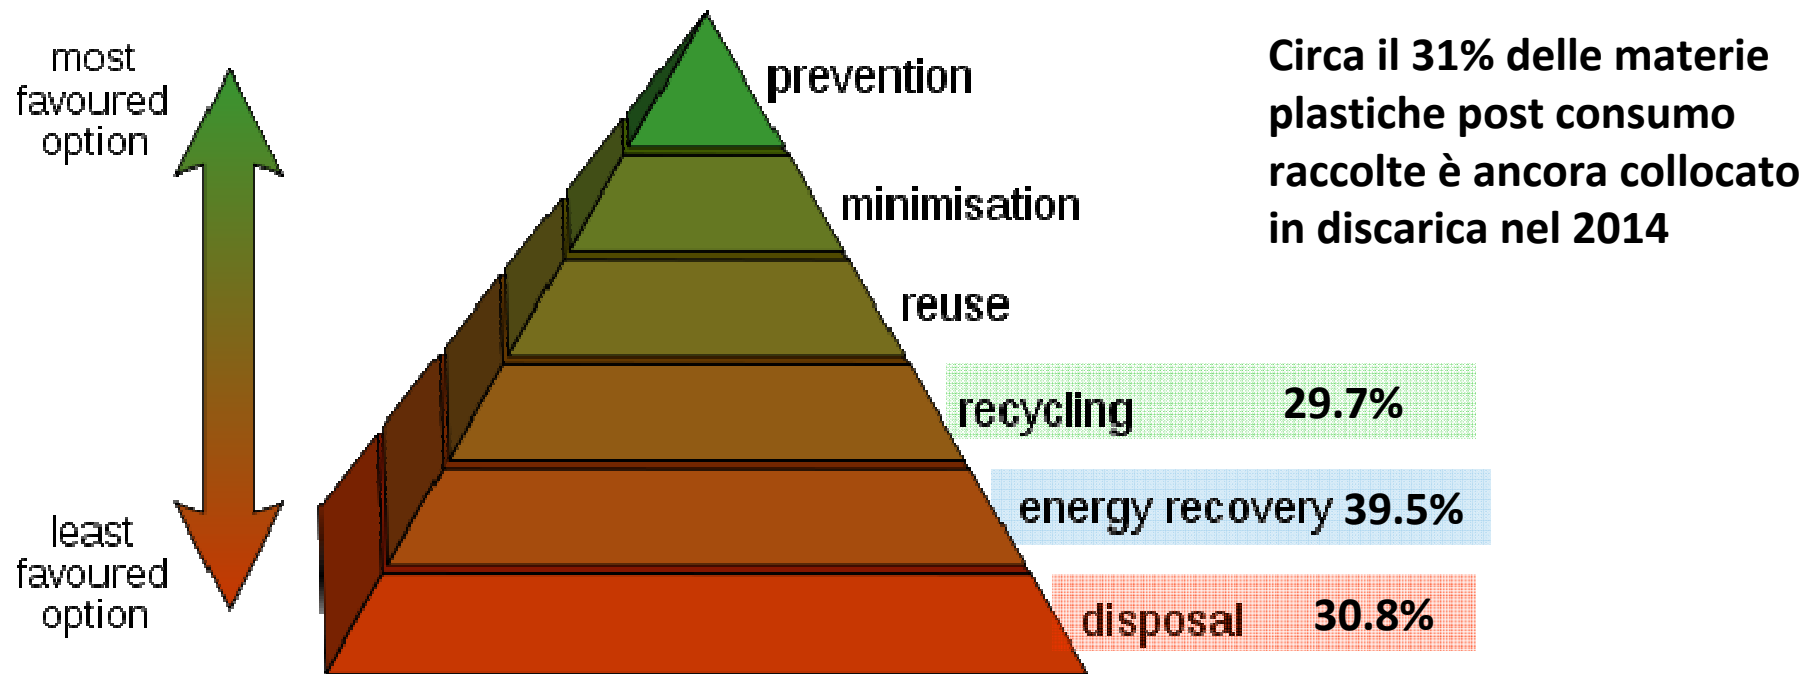 most
favoured
option
least
favoured
option
prevention
minimisation
reuse
recycling 29.7%
energy recovery 39.5%
disposal 30.8%
Circa il 31% delle materie
plastiche post consumo
raccolte è ancora collocato
in discarica nel 2014